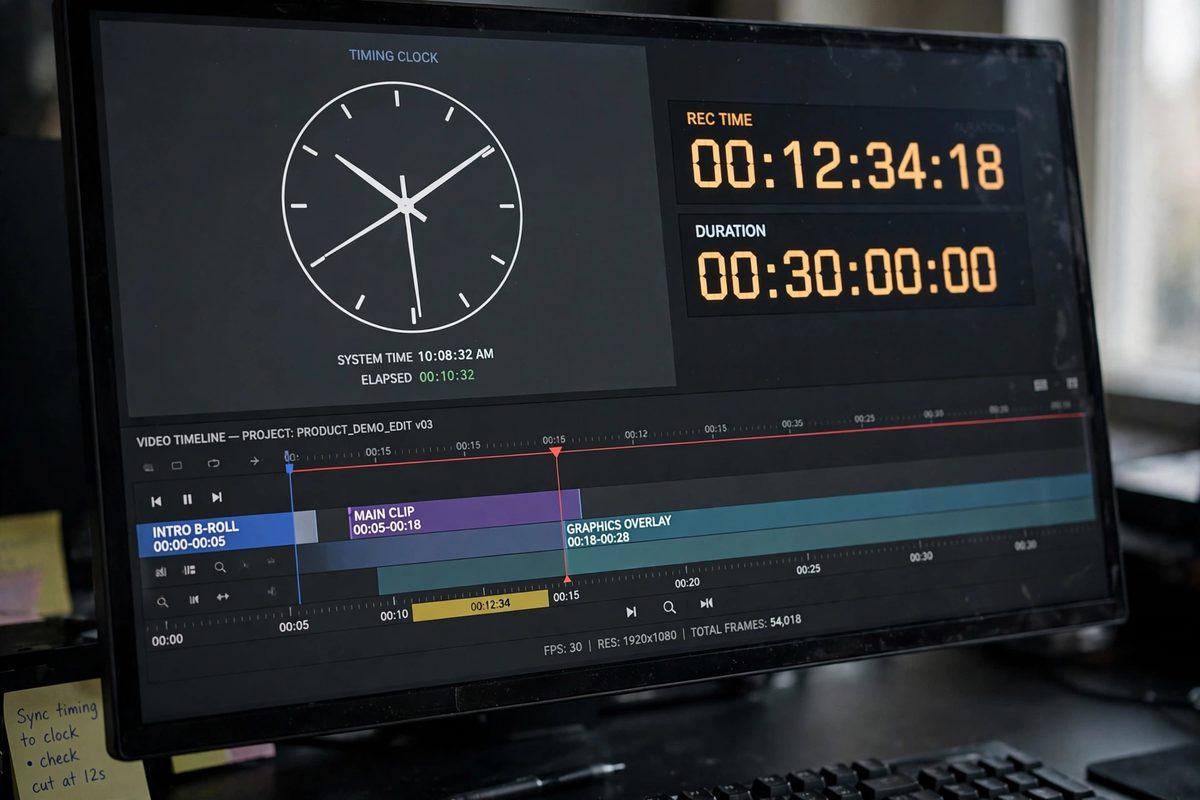 TIMING CLOCK
SYSTEM TIME 10:08:32 AM
ELAPSED 00:10:32
REC TIME
00:12:34:18
DURATION
00:30:00:00
VIDEO TIMELINE — PROJECT: PRODUCT_DEMO_EDIT v03
00:15 00:15 00:15 00:12 00:15 00:35 00:25 00:35
INTRO B-ROLL
00:00-00:05
MAIN CLIP
00:05-00:18
GRAPHICS OVERLAY
00:18-00:28
00:00 00:05 00:10 00:12:34 00:15 00:20 00:25 00:30 00:30
FPS: 30 | RES: 1920x1080 | TOTAL FRAMES: 54,018
Sync timing
to clock
• check
cut at 12s